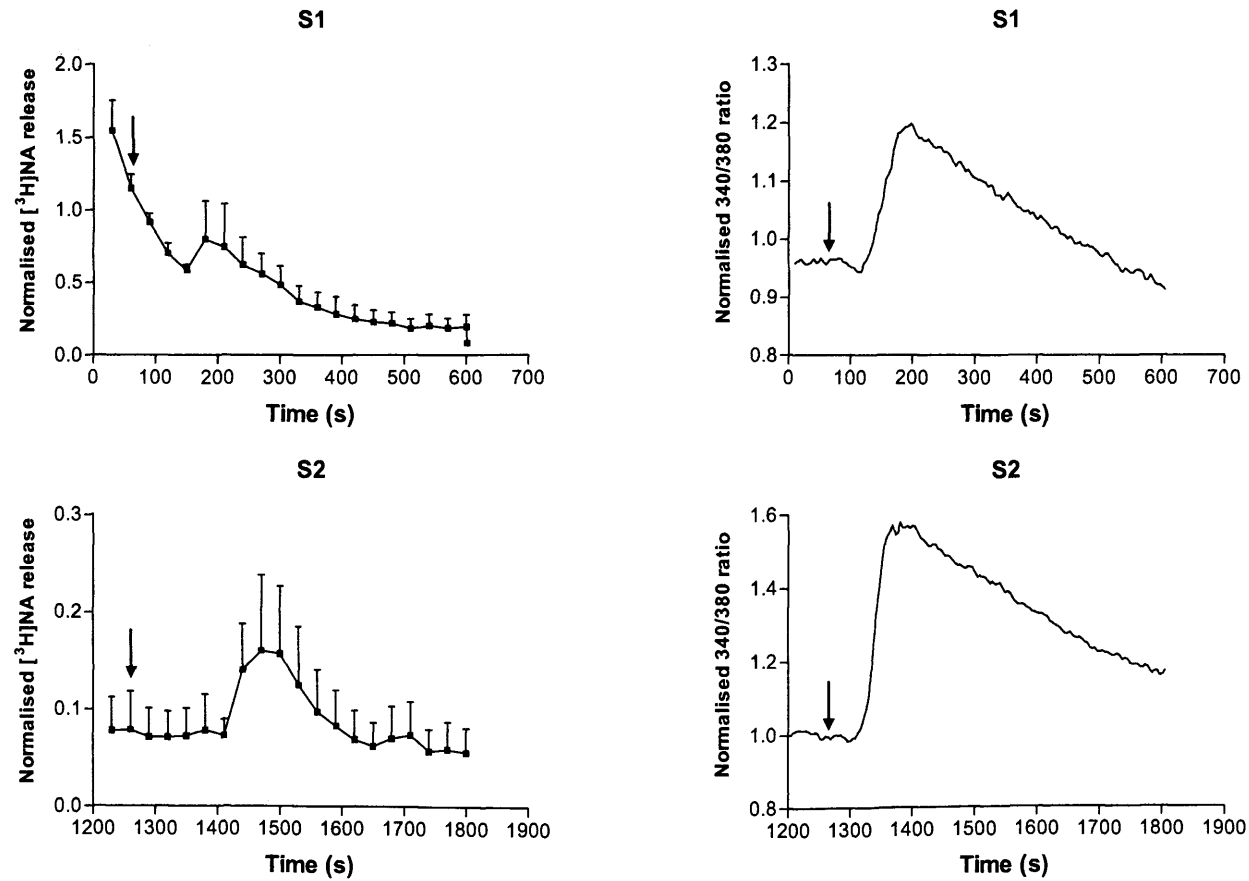 S1
Normalised [³H]NA release
2.0
1.5
1.0
0.5
0.0
0 100 200 300 400 500 600 700
Time (s)
S1
Normalised 340/380 ratio
1.3
1.2
1.1
1.0
0.9
0.8
0 100 200 300 400 500 600 700
Time (s)
S2
Normalised [³H]NA release
0.3
0.2
0.1
0.0
1200 1300 1400 1500 1600 1700 1800 1900
Time (s)
S2
Normalised 340/380 ratio
1.6
1.4
1.2
1.0
0.8
1200 1300 1400 1500 1600 1700 1800 1900
Time (s)